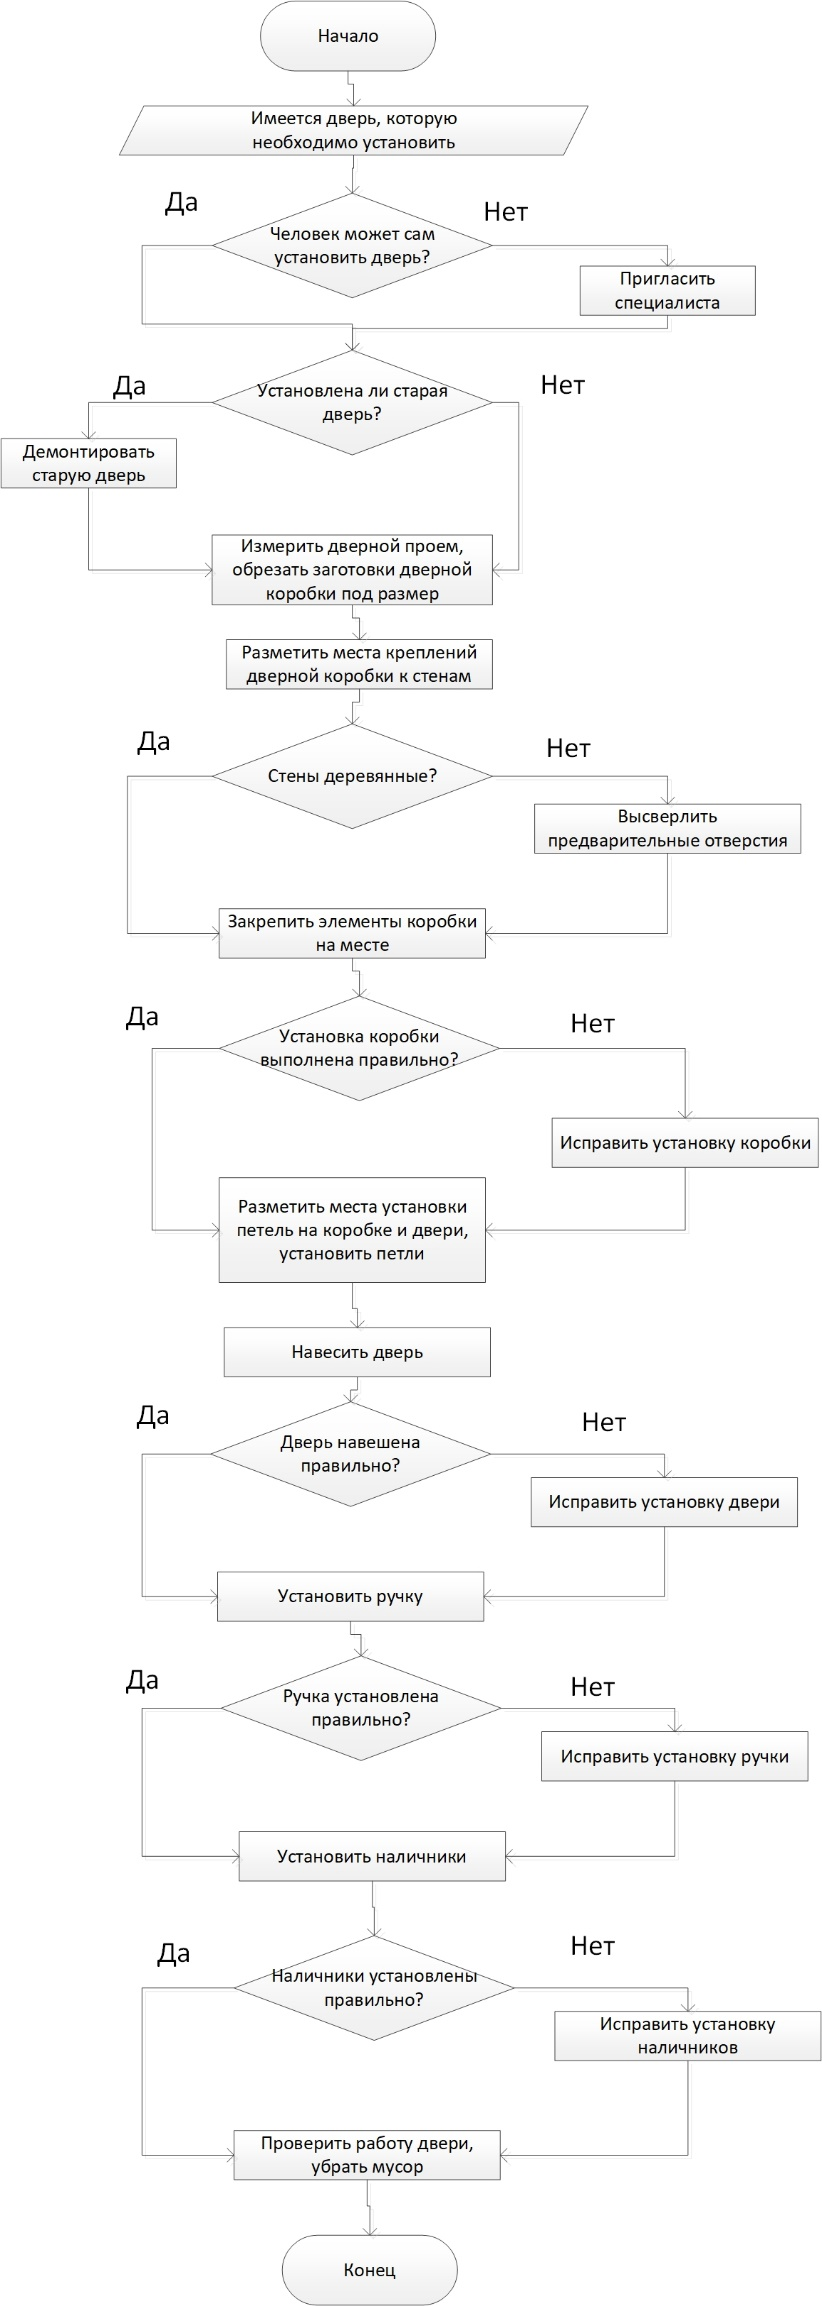 Начало
Имеется дверь, которую
необходимо установить
Да
Нет
Человек может сам
установить дверь?
Пригласить
специалиста
Да
Нет
Установлена ли старая
дверь?
Демонтировать
старую дверь
Измерить дверной проем,
обрезать заготовки дверной
коробки под размер
Разметить места креплений
дверной коробки к стенам
Да
Нет
Стены деревянные?
Высверлить
предварительные отверстия
Закрепить элементы коробки
на месте
Да
Нет
Установка коробки
выполнена правильно?
Исправить установку коробки
Разметить места установки
петель на коробке и двери,
установить петли
Навесить дверь
Да
Нет
Дверь навешена
правильно?
Исправить установку двери
Установить ручку
Да
Нет
Ручка установлена
правильно?
Исправить установку ручки
Установить наличники
Да
Нет
Наличники установлены
правильно?
Исправить установку
наличников
Проверить работу двери,
убрать мусор
Конец